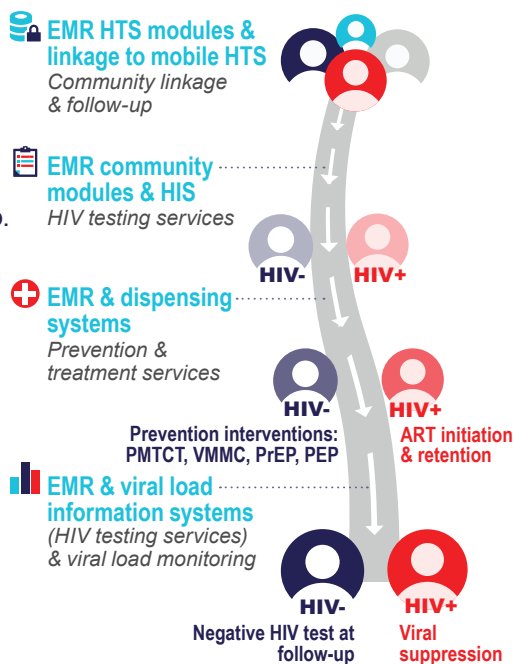 EMR HTS modules &
linkage to mobile HTS
Community linkage
& follow-up
EMR community
modules & HIS
HIV testing services
HIV-
HIV+
EMR & dispensing
systems
Prevention &
treatment services
HIV-
HIV+
Prevention interventions:
PMTCT, VMMC, PrEP, PEP
ART initiation
& retention
EMR & viral load
information systems
(HIV testing services)
& viral load monitoring
HIV-
HIV+
Negative HIV test at
follow-up
Viral
suppression